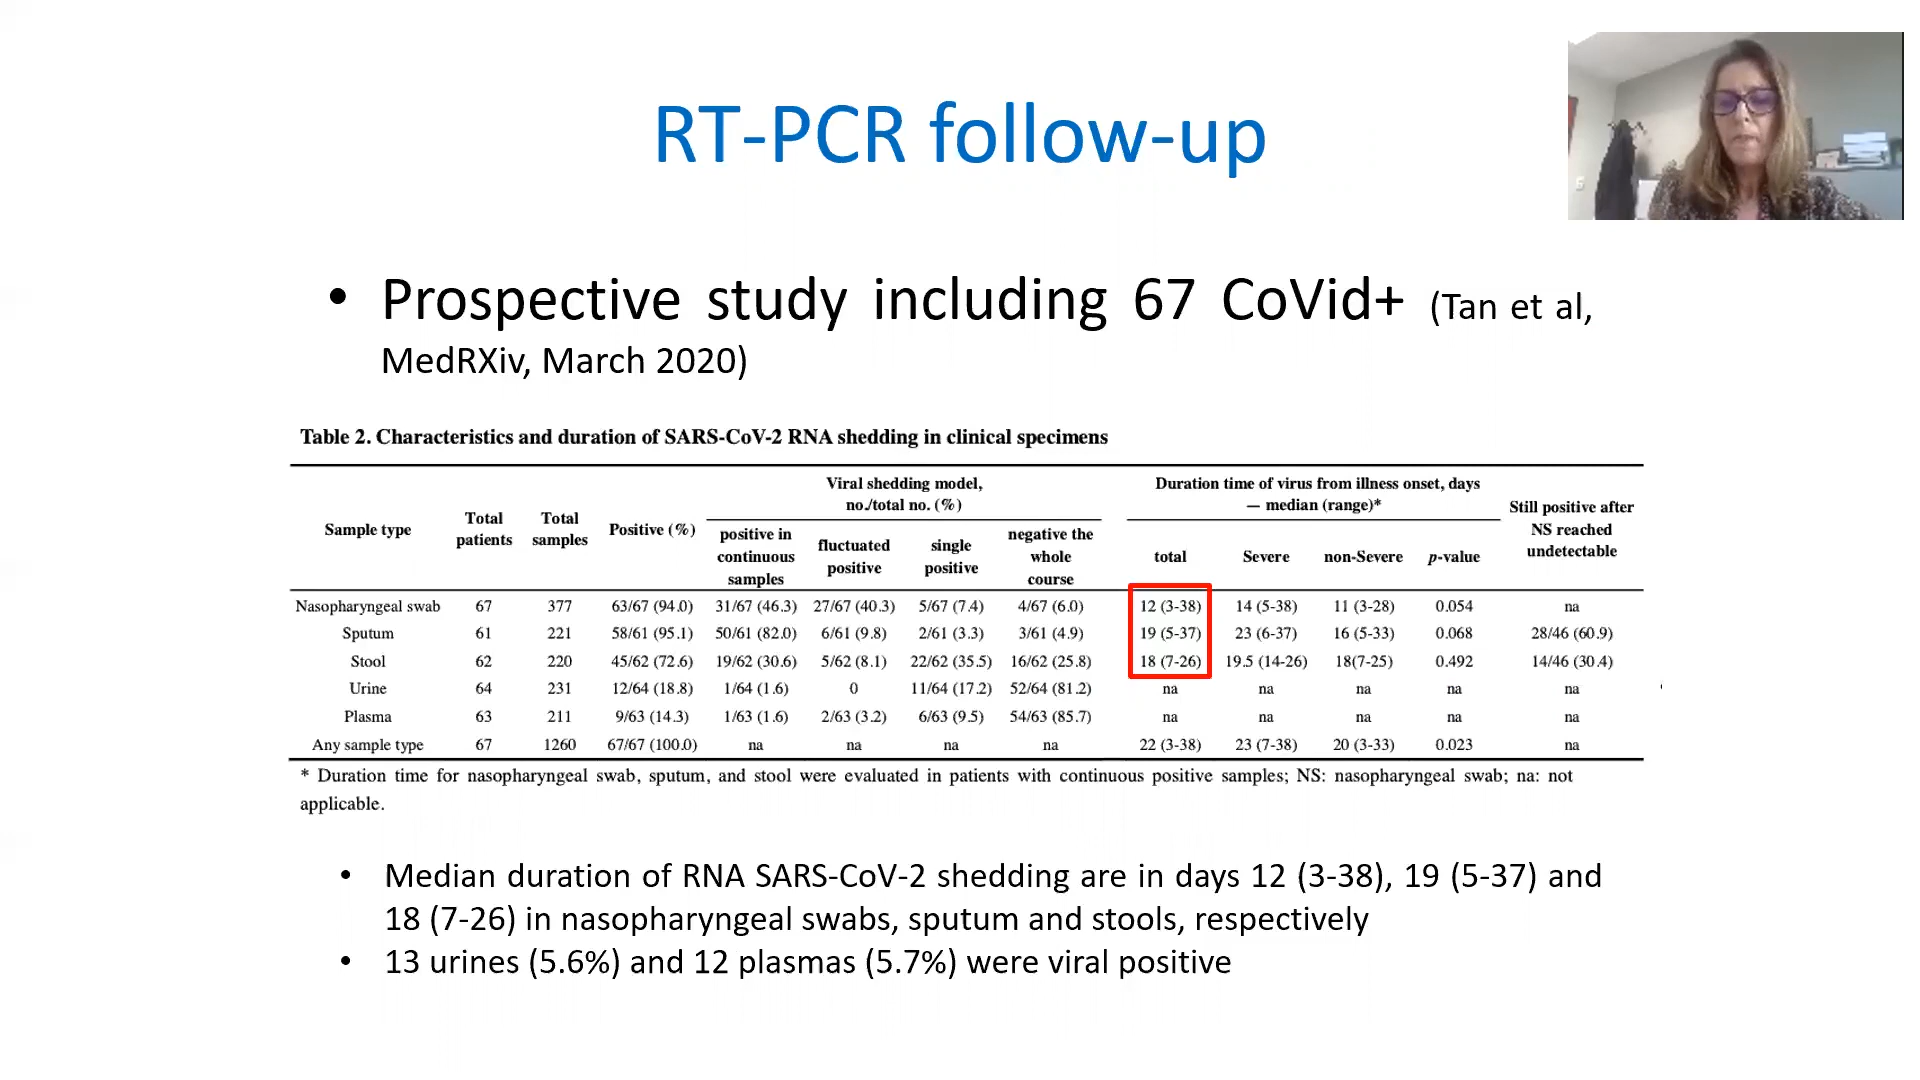 RT-PCR follow-up
• Prospective study including 67 CoVid+ (Tan et al,
MedRXiv, March 2020)
Table 2. Characteristics and duration of SARS-CoV-2 RNA shedding in clinical specimens
Sample type Total patients Total samples Positive (%) Viral shedding model, no./total no. (%) Duration time of virus from illness onset, days — median (range)* Still positive after NS reached undetectable
positive in continuous samples fluctuated positive single positive negative the whole course total Severe non-Severe p-value
Nasopharyngeal swab 67 377 63/67 (94.0) 31/67 (46.3) 27/67 (40.3) 5/67 (7.4) 4/67 (6.0) 12 (3-38) 14 (5-38) 11 (3-28) 0.054 na
Sputum 61 221 58/61 (95.1) 50/61 (82.0) 6/61 (9.8) 2/61 (3.3) 3/61 (4.9) 19 (5-37) 23 (6-37) 16 (5-33) 0.068 28/46 (60.9)
Stool 62 220 45/62 (72.6) 19/62 (30.6) 5/62 (8.1) 22/62 (35.5) 16/62 (25.8) 18 (7-26) 19.5 (14-26) 18(7-25) 0.492 14/46 (30.4)
Urine 64 231 12/64 (18.8) 1/64 (1.6) 0 11/64 (17.2) 52/64 (81.2) na na na na na
Plasma 63 211 9/63 (14.3) 1/63 (1.6) 2/63 (3.2) 6/63 (9.5) 54/63 (85.7) na na na na na
Any sample type 67 1260 67/67 (100.0) na na na na 22 (3-38) 23 (7-38) 20 (3-33) 0.023 na
* Duration time for nasopharyngeal swab, sputum, and stool were evaluated in patients with continuous positive samples; NS: nasopharyngeal swab; na: not
applicable.
• Median duration of RNA SARS-CoV-2 shedding are in days 12 (3-38), 19 (5-37) and
18 (7-26) in nasopharyngeal swabs, sputum and stools, respectively
• 13 urines (5.6%) and 12 plasmas (5.7%) were viral positive